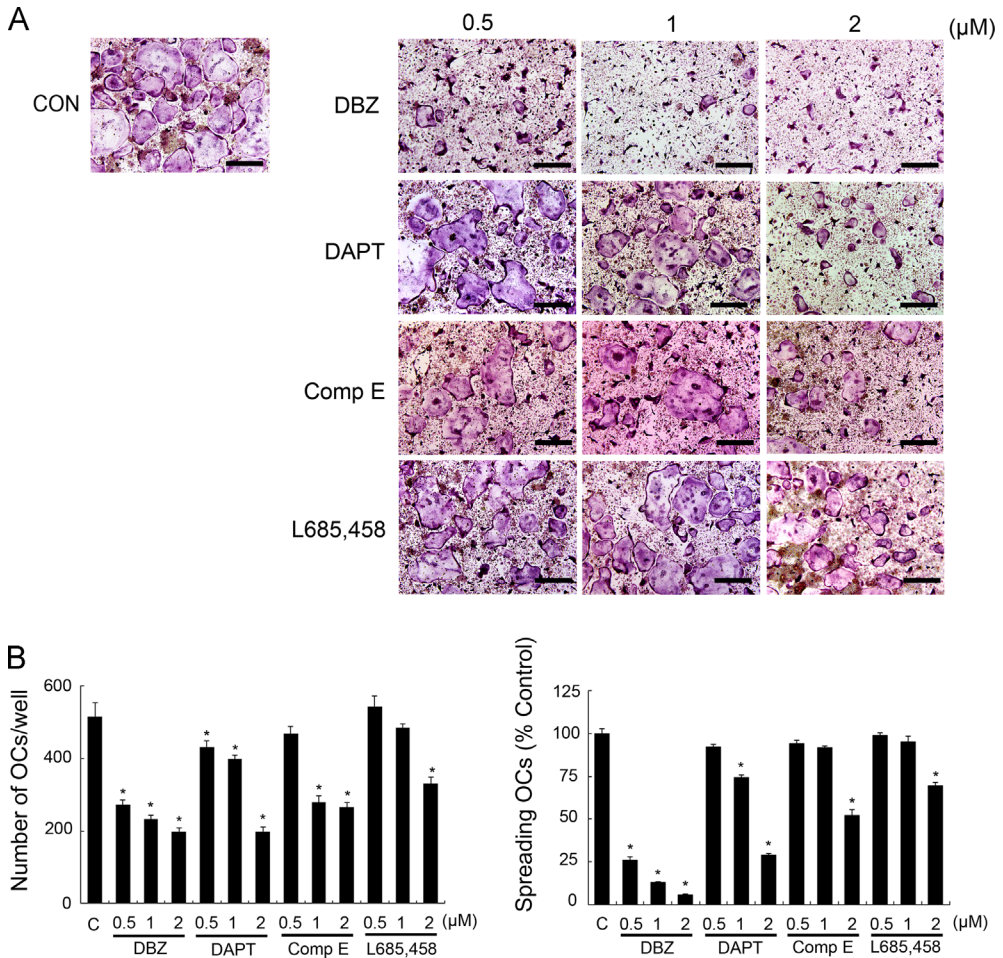 A
0.5 1 2 (µM)
CON
DBZ
DAPT
Comp E
L685,458
B
Number of OCs/well
600
400
200
0
* * * * * * * * *
C 0.5 1 2 0.5 1 2 0.5 1 2 0.5 1 2 (µM)
DBZ DAPT Comp E L685,458
Spreading OCs (% Control)
125
100
75
50
25
0
* * * * * * *
C 0.5 1 2 0.5 1 2 0.5 1 2 0.5 1 2 (µM)
DBZ DAPT Comp E L685,458